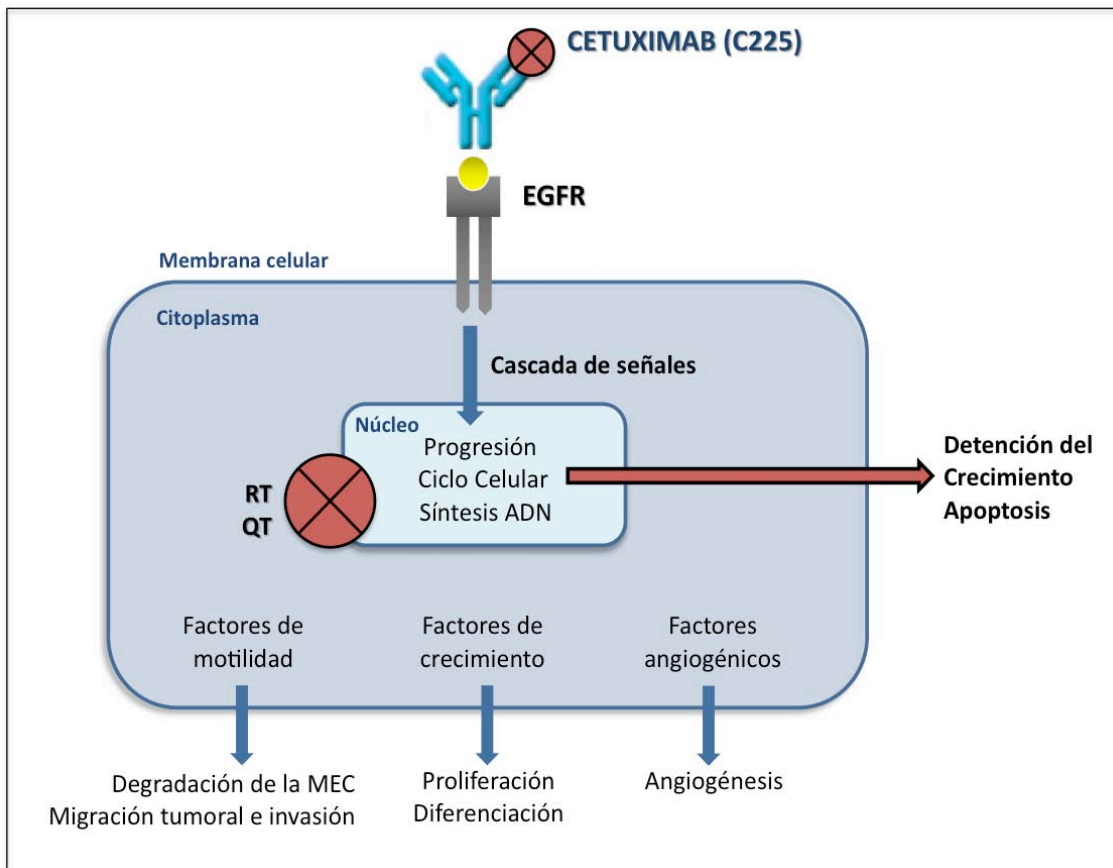 CETUXIMAB (C225)
EGFR
Membrana celular
Citoplasma
Cascada de señales
Núcleo
Progresión
Ciclo Celular
Síntesis ADN
RT
QT
Detención del
Crecimiento
Apoptosis
Factores de
motilidad
Factores de
crecimiento
Factores
angiogénicos
Degradación de la MEC
Migración tumoral e invasión
Proliferación
Diferenciación
Angiogénesis